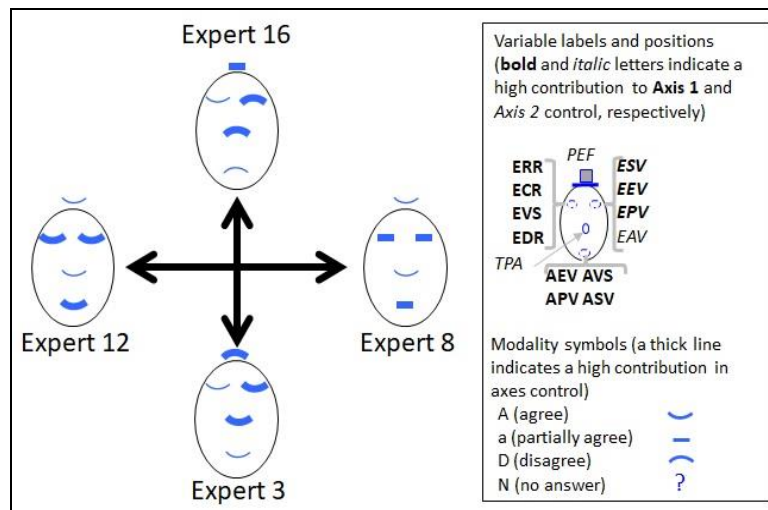 Expert 16
Expert 12
Expert 8
Expert 3
Variable labels and positions
(bold and italic letters indicate a
high contribution to Axis 1 and
Axis 2 control, respectively)
PEF
ERR
ECR
EVS
EDR
ESV
EEV
EPV
EAV
TPA
AEV AVS
APV ASV
Modality symbols (a thick line
indicates a high contribution in
axes control)
A (agree)
a (partially agree)
D (disagree)
N (no answer) ?